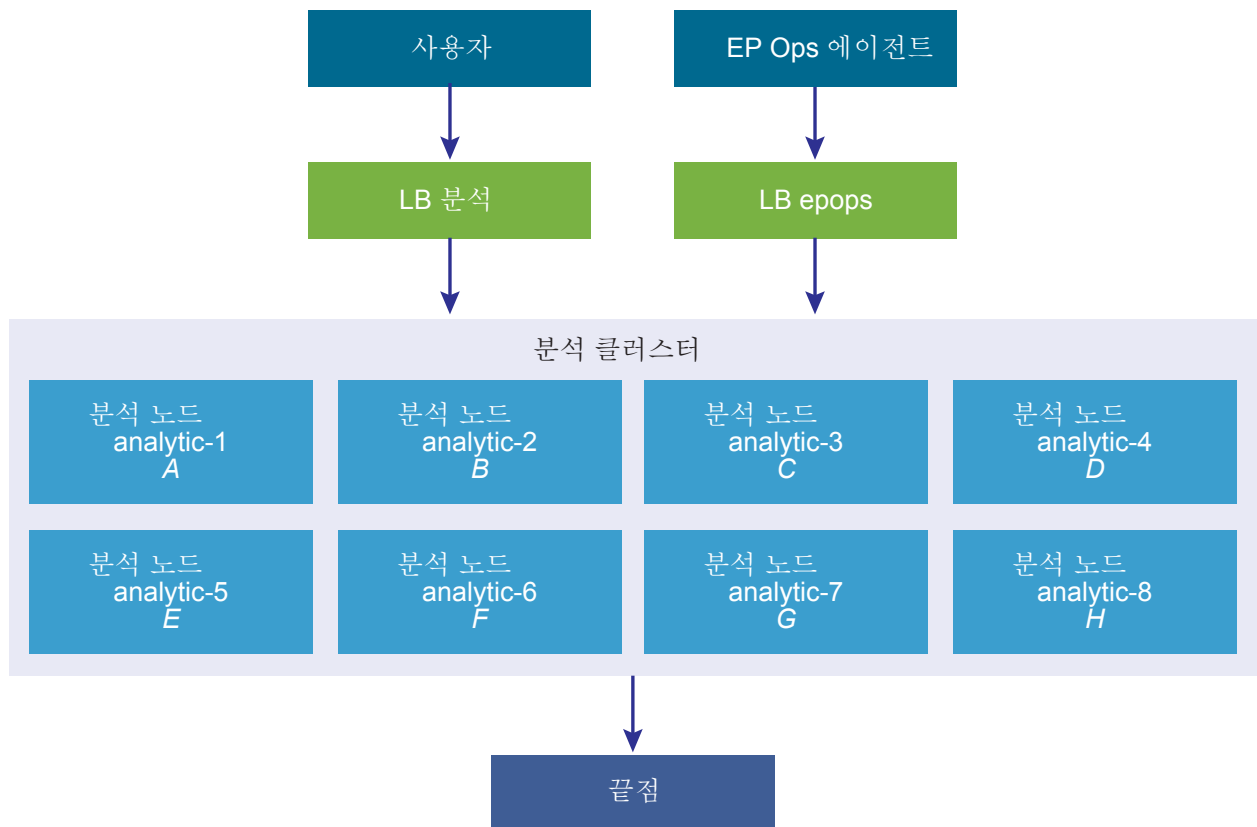 사용자
EP Ops 에이전트
LB 분석
LB epops
분석 클러스터
분석 노드
analytic-1
A
분석 노드
analytic-2
B
분석 노드
analytic-3
C
분석 노드
analytic-4
D
분석 노드
analytic-5
E
분석 노드
analytic-6
F
분석 노드
analytic-7
G
분석 노드
analytic-8
H
끝점